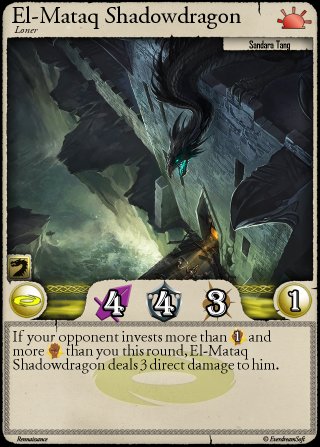 El-Mataq Shadowdragon
Loner
Sandara Tang
4 4 3 1
If your opponent invests more than 1 and
more than you this round, El-Mataq
Shadowdragon deals 3 direct damage to him.
Rennaissance
© EverdreamSoft